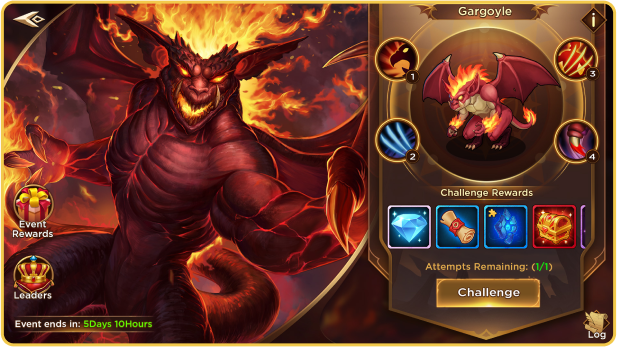 Gargoyle
i
1
3
2
4
Challenge Rewards
Event
Rewards
Attempts Remaining: (1/1)
Leaders
Challenge
Event ends in: 5Days 10Hours
Log